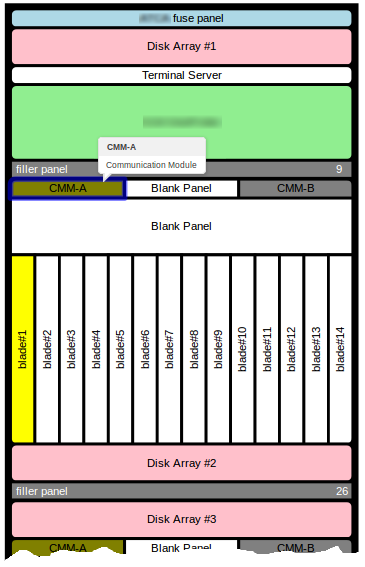 fuse panel
Disk Array #1
Terminal Server
CMM-A
Communication Module
filler panel 9
CMM-A Blank Panel CMM-B
Blank Panel
blade#1 blade#2 blade#3 blade#4 blade#5 blade#6 blade#7 blade#8 blade#9 blade#10 blade#11 blade#12 blade#13 blade#14
Disk Array #2
filler panel 26
Disk Array #3
CMM-A Blank Panel CMM-B